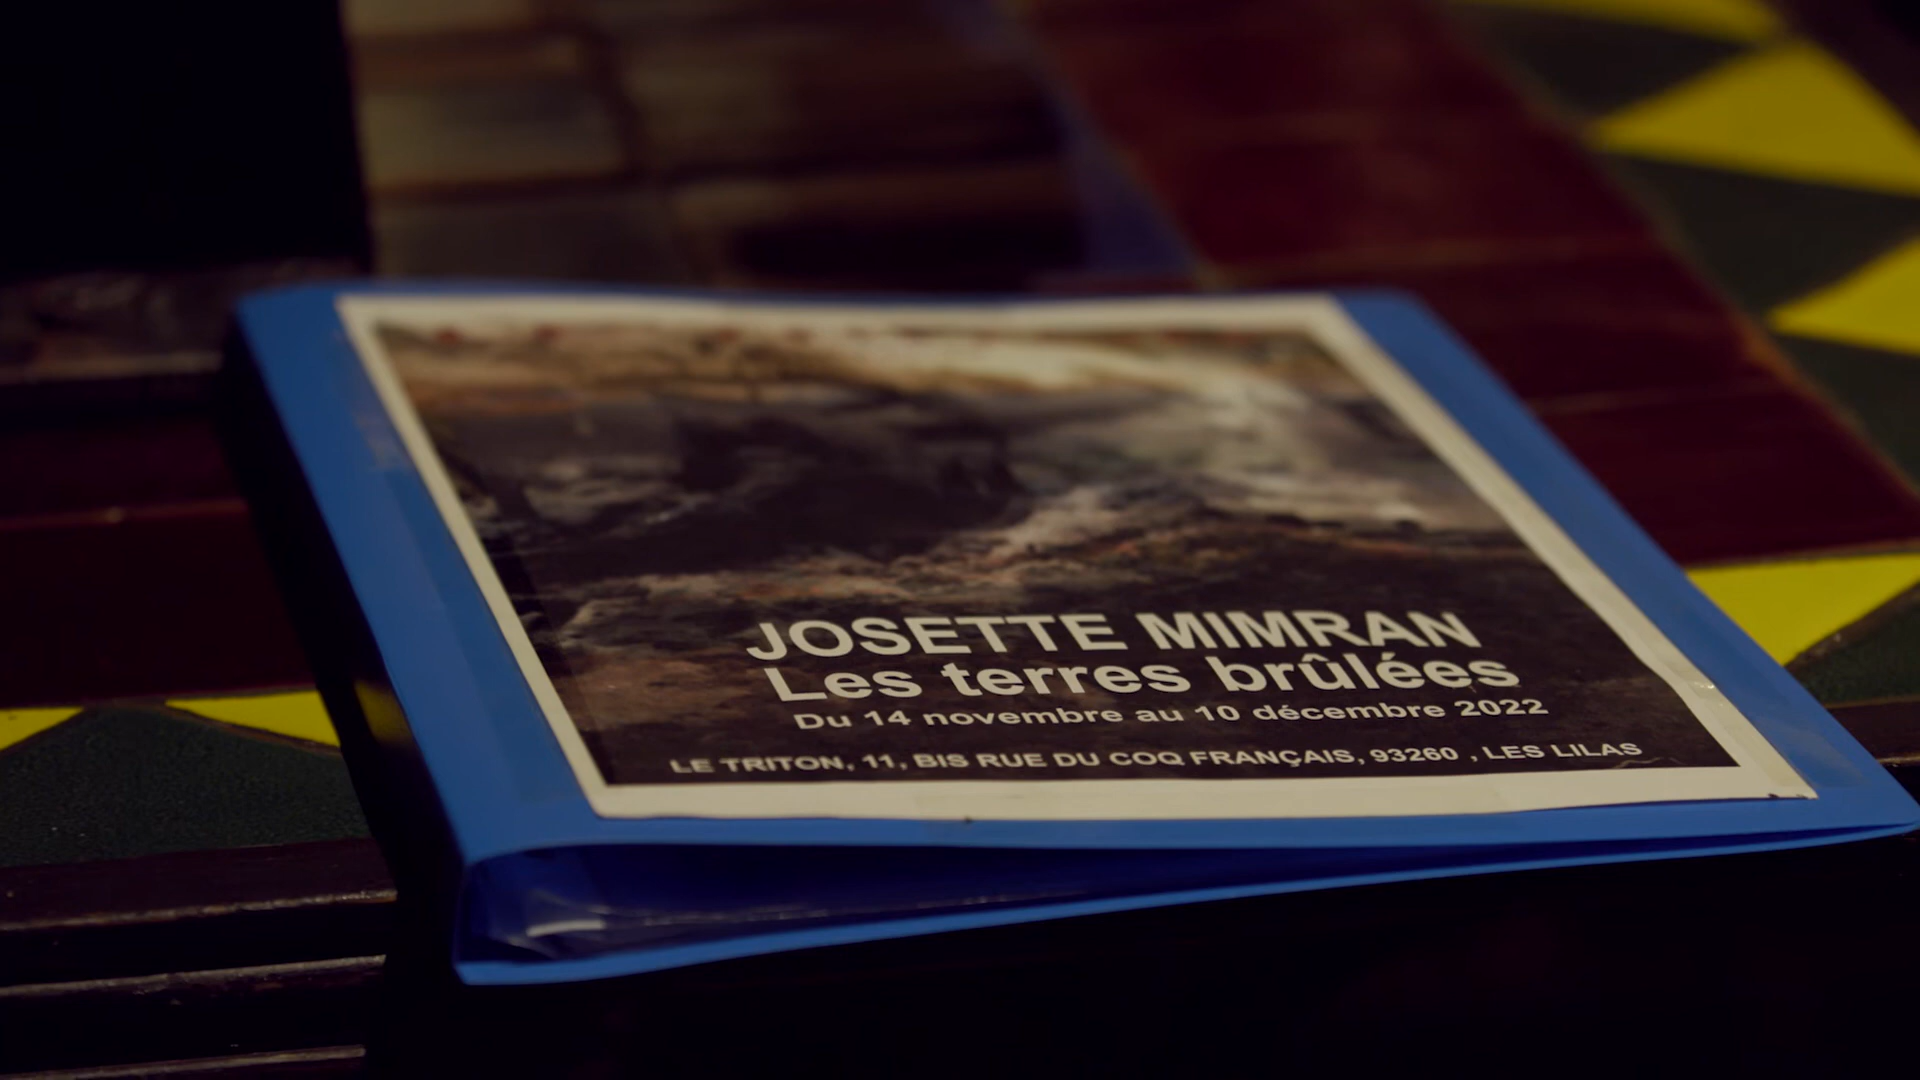 JOSETTE MIMRAN
Les terres brûlées
Du 14 novembre au 10 décembre 2022
LE TRITON, 11, BIS RUE DU COQ FRANÇAIS, 93260 , LES LILAS